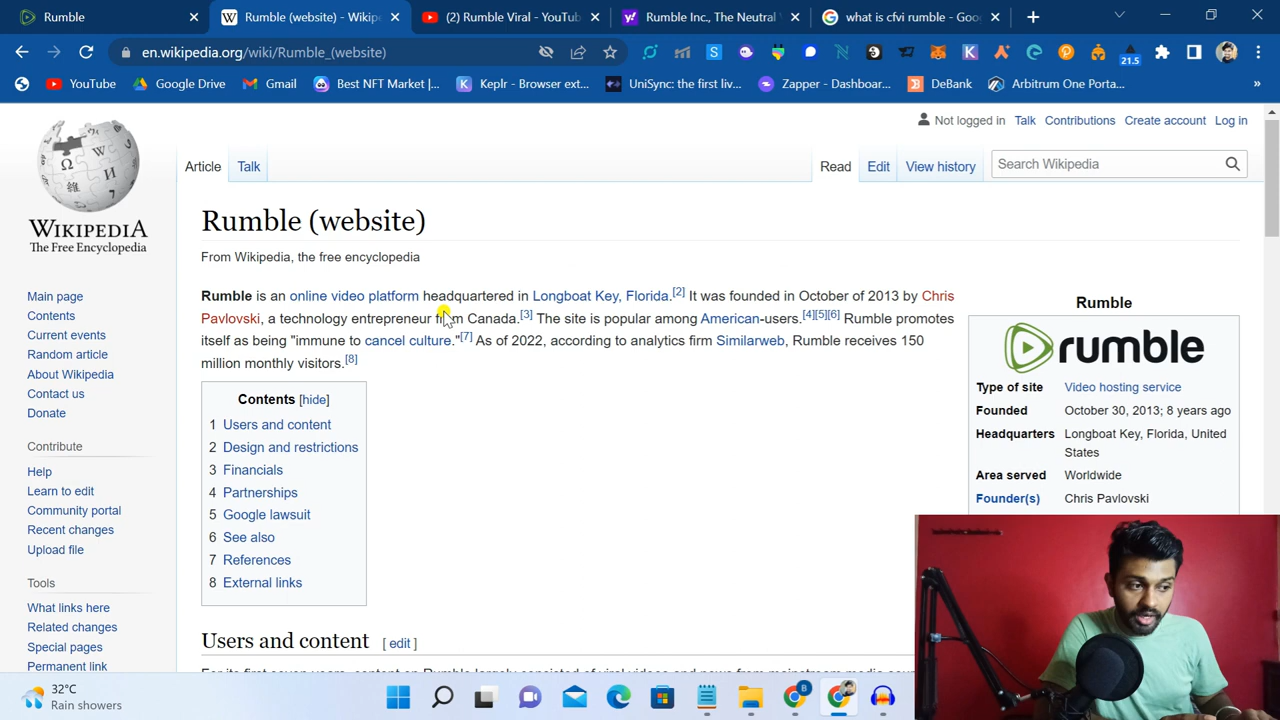 Rumble
Rumble (website) - Wikip
(2) Rumble Viral - YouTub
Rumble Inc., The Neutral
what is cfvi rumble - Goo
en.wikipedia.org/wiki/Rumble_(website)
21.5
YouTube
Google Drive
Gmail
Best NFT Market |...
Keplr - Browser ext...
UniSync: the first liv...
Zapper - Dashboar...
DeBank
Arbitrum One Porta...
Not logged in Talk Contributions Create account Log in
Article Talk
Read Edit View history
Search Wikipedia
WIKIPEDIA
The Free Encyclopedia
Main page
Contents
Current events
Random article
About Wikipedia
Contact us
Donate
Contribute
Help
Learn to edit
Community portal
Recent changes
Upload file
Tools
What links here
Related changes
Special pages
Permanent link
Rumble (website)
From Wikipedia, the free encyclopedia
Rumble is an online video platform headquartered in Longboat Key, Florida.[2] It was founded in October of 2013 by Chris
Pavlovski, a technology entrepreneur from Canada.[3] The site is popular among American-users.[4][5][6] Rumble promotes
itself as being "immune to cancel culture."[7] As of 2022, according to analytics firm Similarweb, Rumble receives 150
million monthly visitors.[8]
Contents [hide]
1 Users and content
2 Design and restrictions
3 Financials
4 Partnerships
5 Google lawsuit
6 See also
7 References
8 External links
Users and content [ edit ]
Rumble
rumble
Type of site Video hosting service
Founded October 30, 2013; 8 years ago
Headquarters Longboat Key, Florida, United
States
Area served Worldwide
Founder(s) Chris Pavlovski
32°C
Rain showers